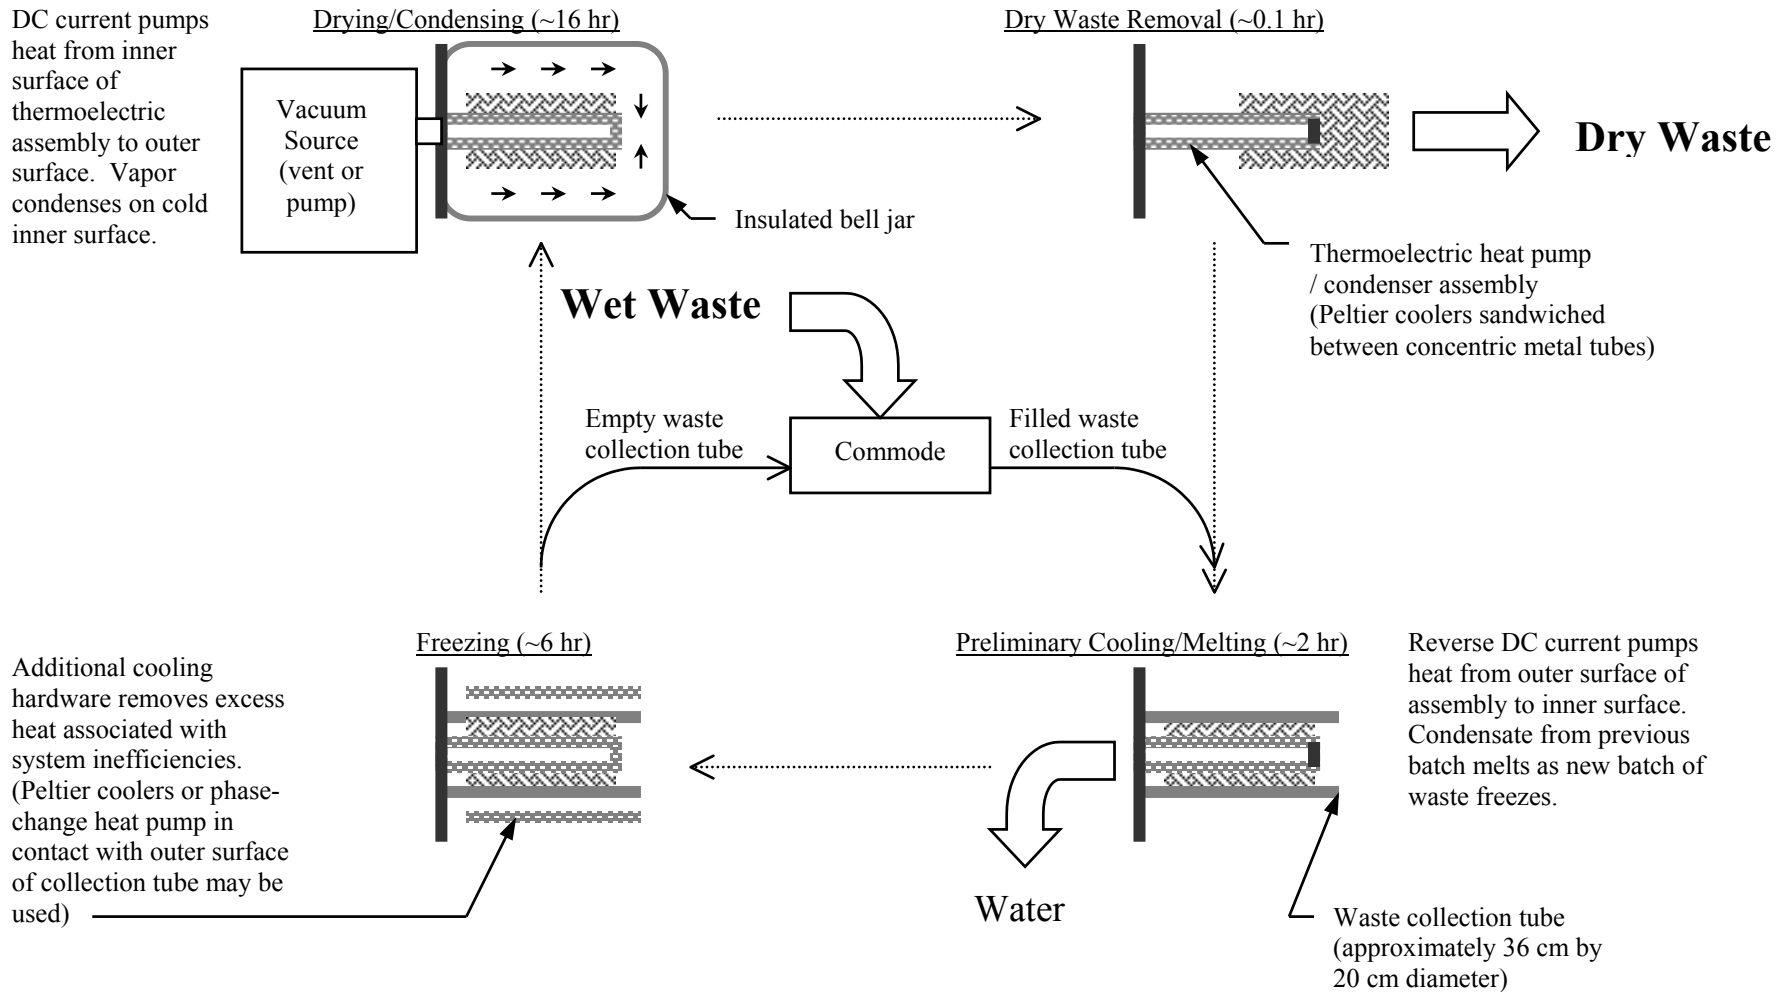 DC current pumps
heat from inner
surface of
thermoelectric
assembly to outer
surface.  Vapor
condenses on cold
inner surface.
Drying/Condensing (~16 hr)
Vacuum
Source
(vent or
pump)
Insulated bell jar
Dry Waste Removal (~0.1 hr)
Dry Waste
Thermoelectric heat pump
/ condenser assembly
(Peltier coolers sandwiched
between concentric metal tubes)
Wet Waste
Empty waste
collection tube
Commode
Filled waste
collection tube
Freezing (~6 hr)
Additional cooling
hardware removes excess
heat associated with
system inefficiencies.
(Peltier coolers or phase-
change heat pump in
contact with outer surface
of collection tube may be
used)
Preliminary Cooling/Melting (~2 hr)
Reverse DC current pumps
heat from outer surface of
assembly to inner surface.
Condensate from previous
batch melts as new batch of
waste freezes.
Water
Waste collection tube
(approximately 36 cm by
20 cm diameter)